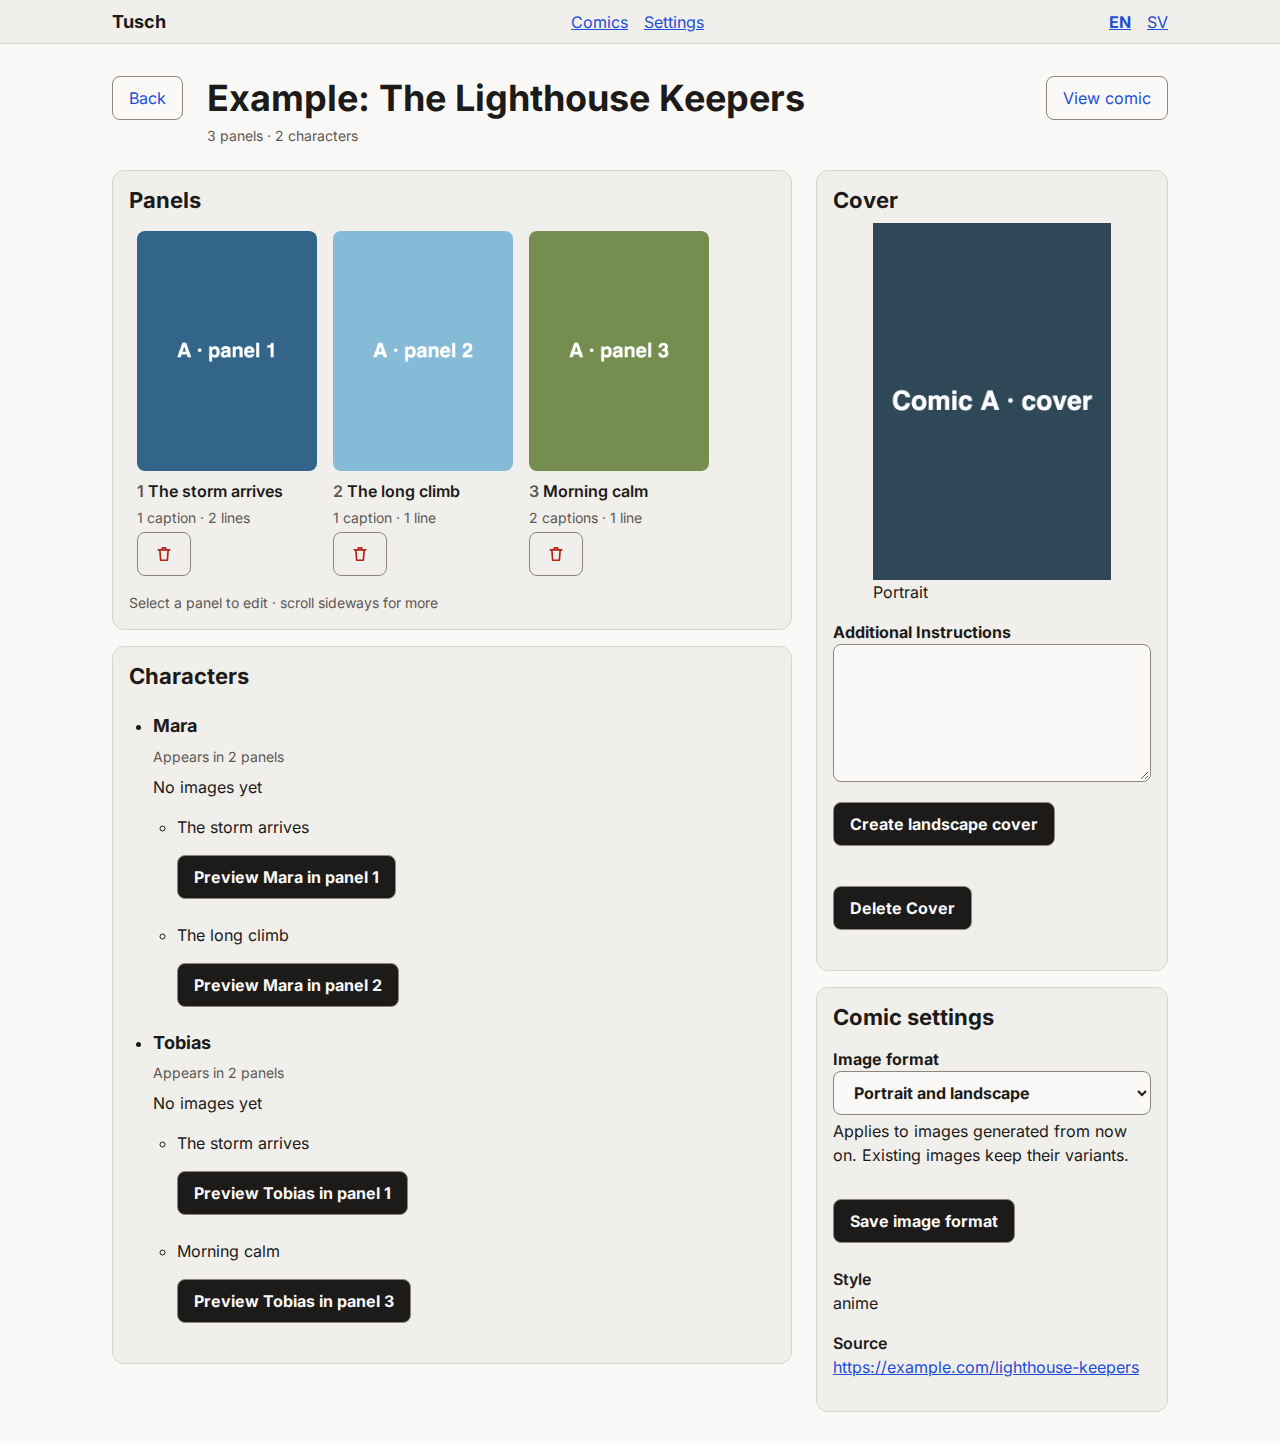 Tusch
Comics
Settings
EN
SV
Back
Example: The Lighthouse Keepers
View comic
3 panels · 2 characters
Panels
A · panel 1
A · panel 2
A · panel 3
1 The storm arrives
2 The long climb
3 Morning calm
1 caption · 2 lines
1 caption · 1 line
2 captions · 1 line
Select a panel to edit · scroll sideways for more
Characters
Mara
Appears in 2 panels
No images yet
The storm arrives
Preview Mara in panel 1
The long climb
Preview Mara in panel 2
Tobias
Appears in 2 panels
No images yet
The storm arrives
Preview Tobias in panel 1
Morning calm
Preview Tobias in panel 3
Cover
Comic A · cover
Portrait
Additional Instructions
Create landscape cover
Delete Cover
Comic settings
Image format
Portrait and landscape
Applies to images generated from now
on. Existing images keep their variants.
Save image format
Style
anime
Source
https://example.com/lighthouse-keepers